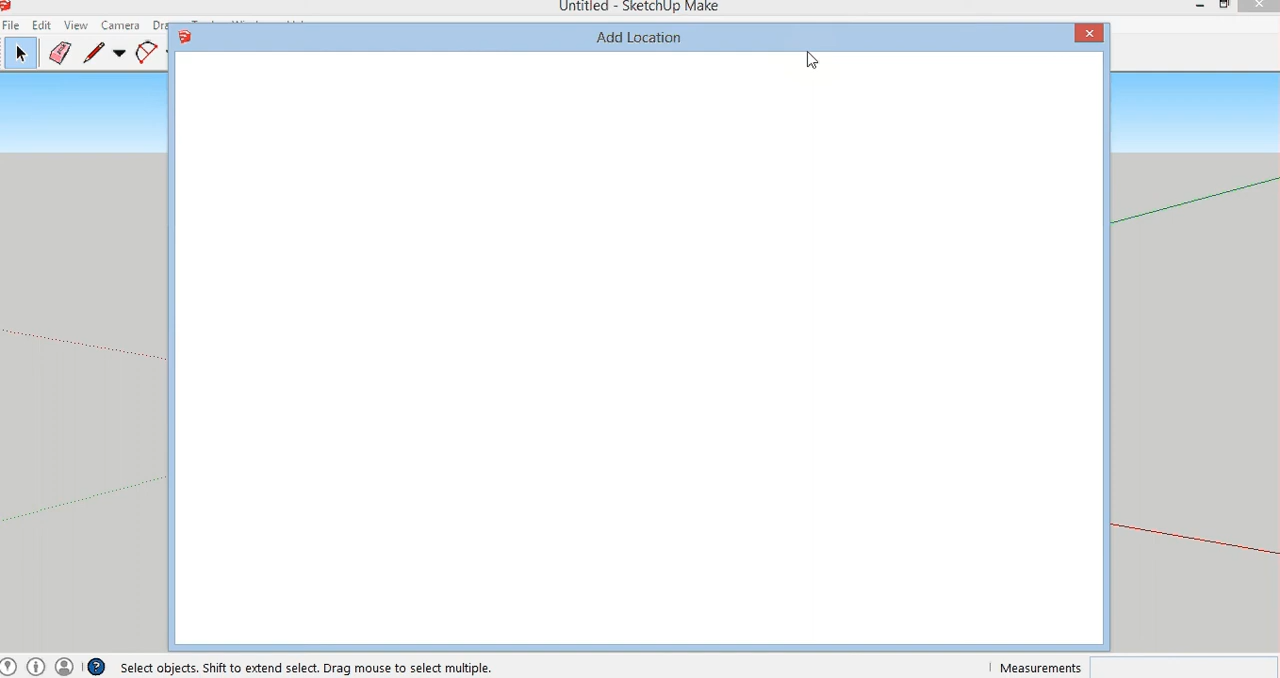 Untitled - SketchUp Make
File Edit View Camera
Add Location
Select objects. Shift to extend select. Drag mouse to select multiple.
Measurements